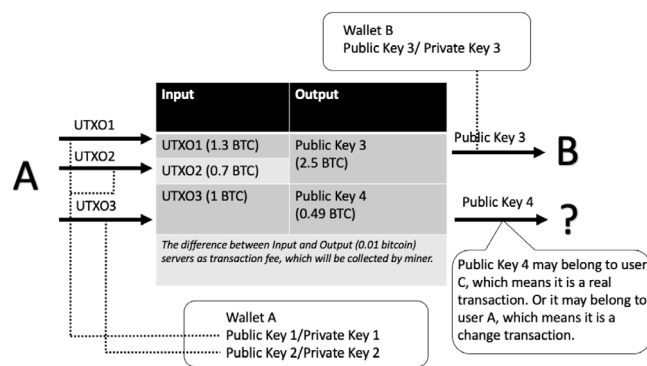 Wallet B
Public Key 3/ Private Key 3
Input
Output
UTXO1
UTXO1 (1.3 BTC)
Public Key 3
(2.5 BTC)
Public Key 3
UTXO2
UTXO2 (0.7 BTC)
A
B
UTXO3
UTXO3 (1 BTC)
Public Key 4
(0.49 BTC)
Public Key 4
?
The difference between Input and Output (0.01 bitcoin)
servers as transaction fee, which will be collected by miner.
Public Key 4 may belong to user
C, which means it is a real
transaction. Or it may belong to
user A, which means it is a
change transaction.
Wallet A
Public Key 1/Private Key 1
Public Key 2/Private Key 2